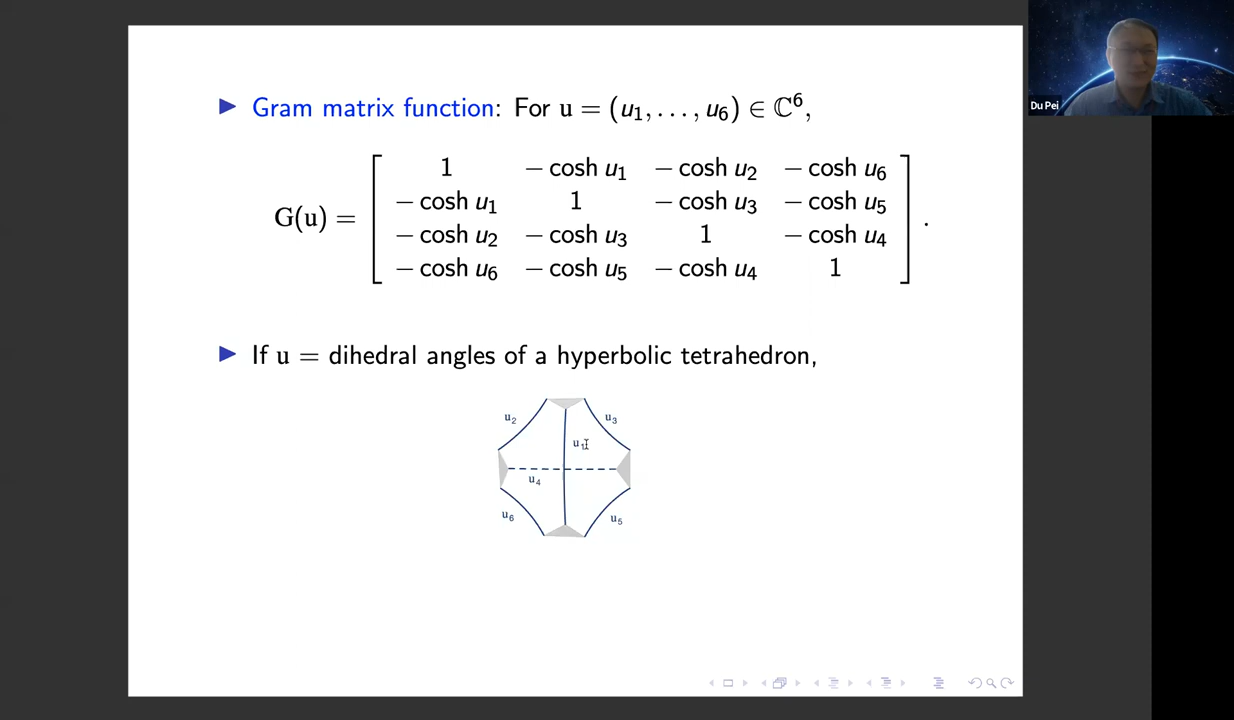 Gram matrix function: For u = (u₁, . . . , u₆) ∈ ℂ⁶,
1 − cosh u₁ − cosh u₂ − cosh u₆
− cosh u₁ 1 − cosh u₃ − cosh u₅
G(u) =
− cosh u₂ − cosh u₃ 1 − cosh u₄
− cosh u₆ − cosh u₅ − cosh u₄ 1
.
If u = dihedral angles of a hyperbolic tetrahedron,
u₂ u₃
u₁
u₄
u₆ u₅
Du Pei